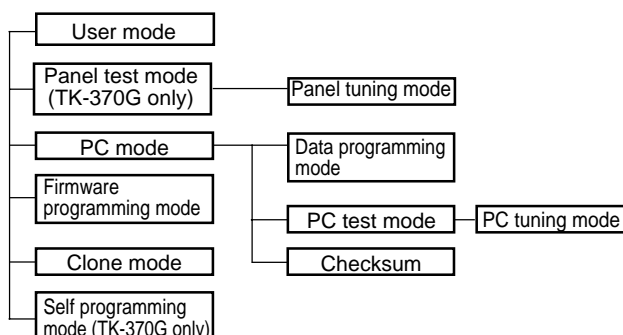 User mode
Panel test mode
(TK-370G only)
Panel tuning mode
PC mode
Data programming
mode
Firmware
programming mode
PC test mode
PC tuning mode
Clone mode
Checksum
Self programming
mode (TK-370G only)